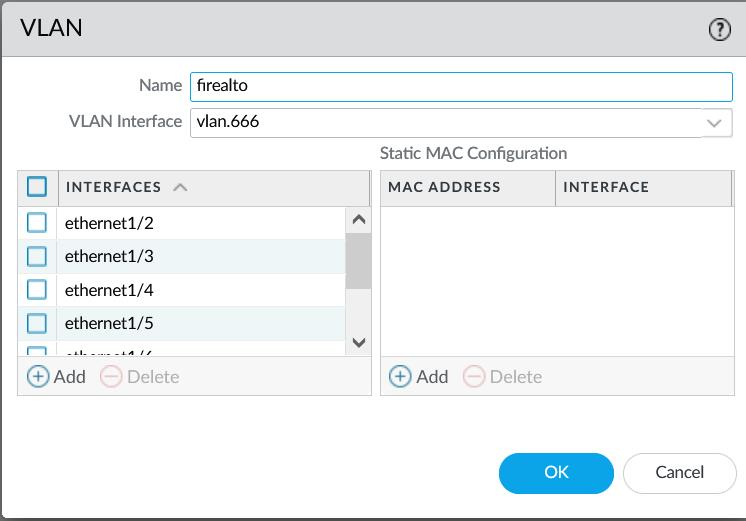 VLAN
Name firealto
VLAN Interface vlan.666
Static MAC Configuration
INTERFACES
MAC ADDRESS INTERFACE
ethernet1/2
ethernet1/3
ethernet1/4
ethernet1/5
Add Delete
Add Delete
OK Cancel